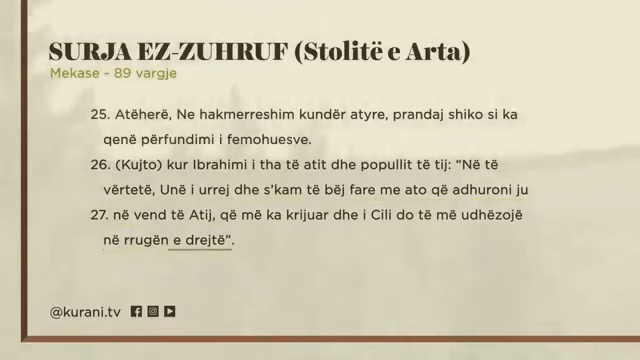 SURJA EZ-ZUHRUF (Stolitë e Arta)
Mekase - 89 vargje
25. Atëherë, Ne hakmerreshim kundër atyre, prandaj shiko si ka
qenë përfundimi i femohuesve.
26. (Kujto) kur Ibrahimi i tha të atit dhe popullit të tij: “Në të
vërtetë, Unë i urrej dhe s’kam të bëj fare me ato që adhuroni ju
27. në vend të Atij, që më ka krijuar dhe i Cili do të më udhëzojë
në rrugën e drejtë”.
@kurani.tv